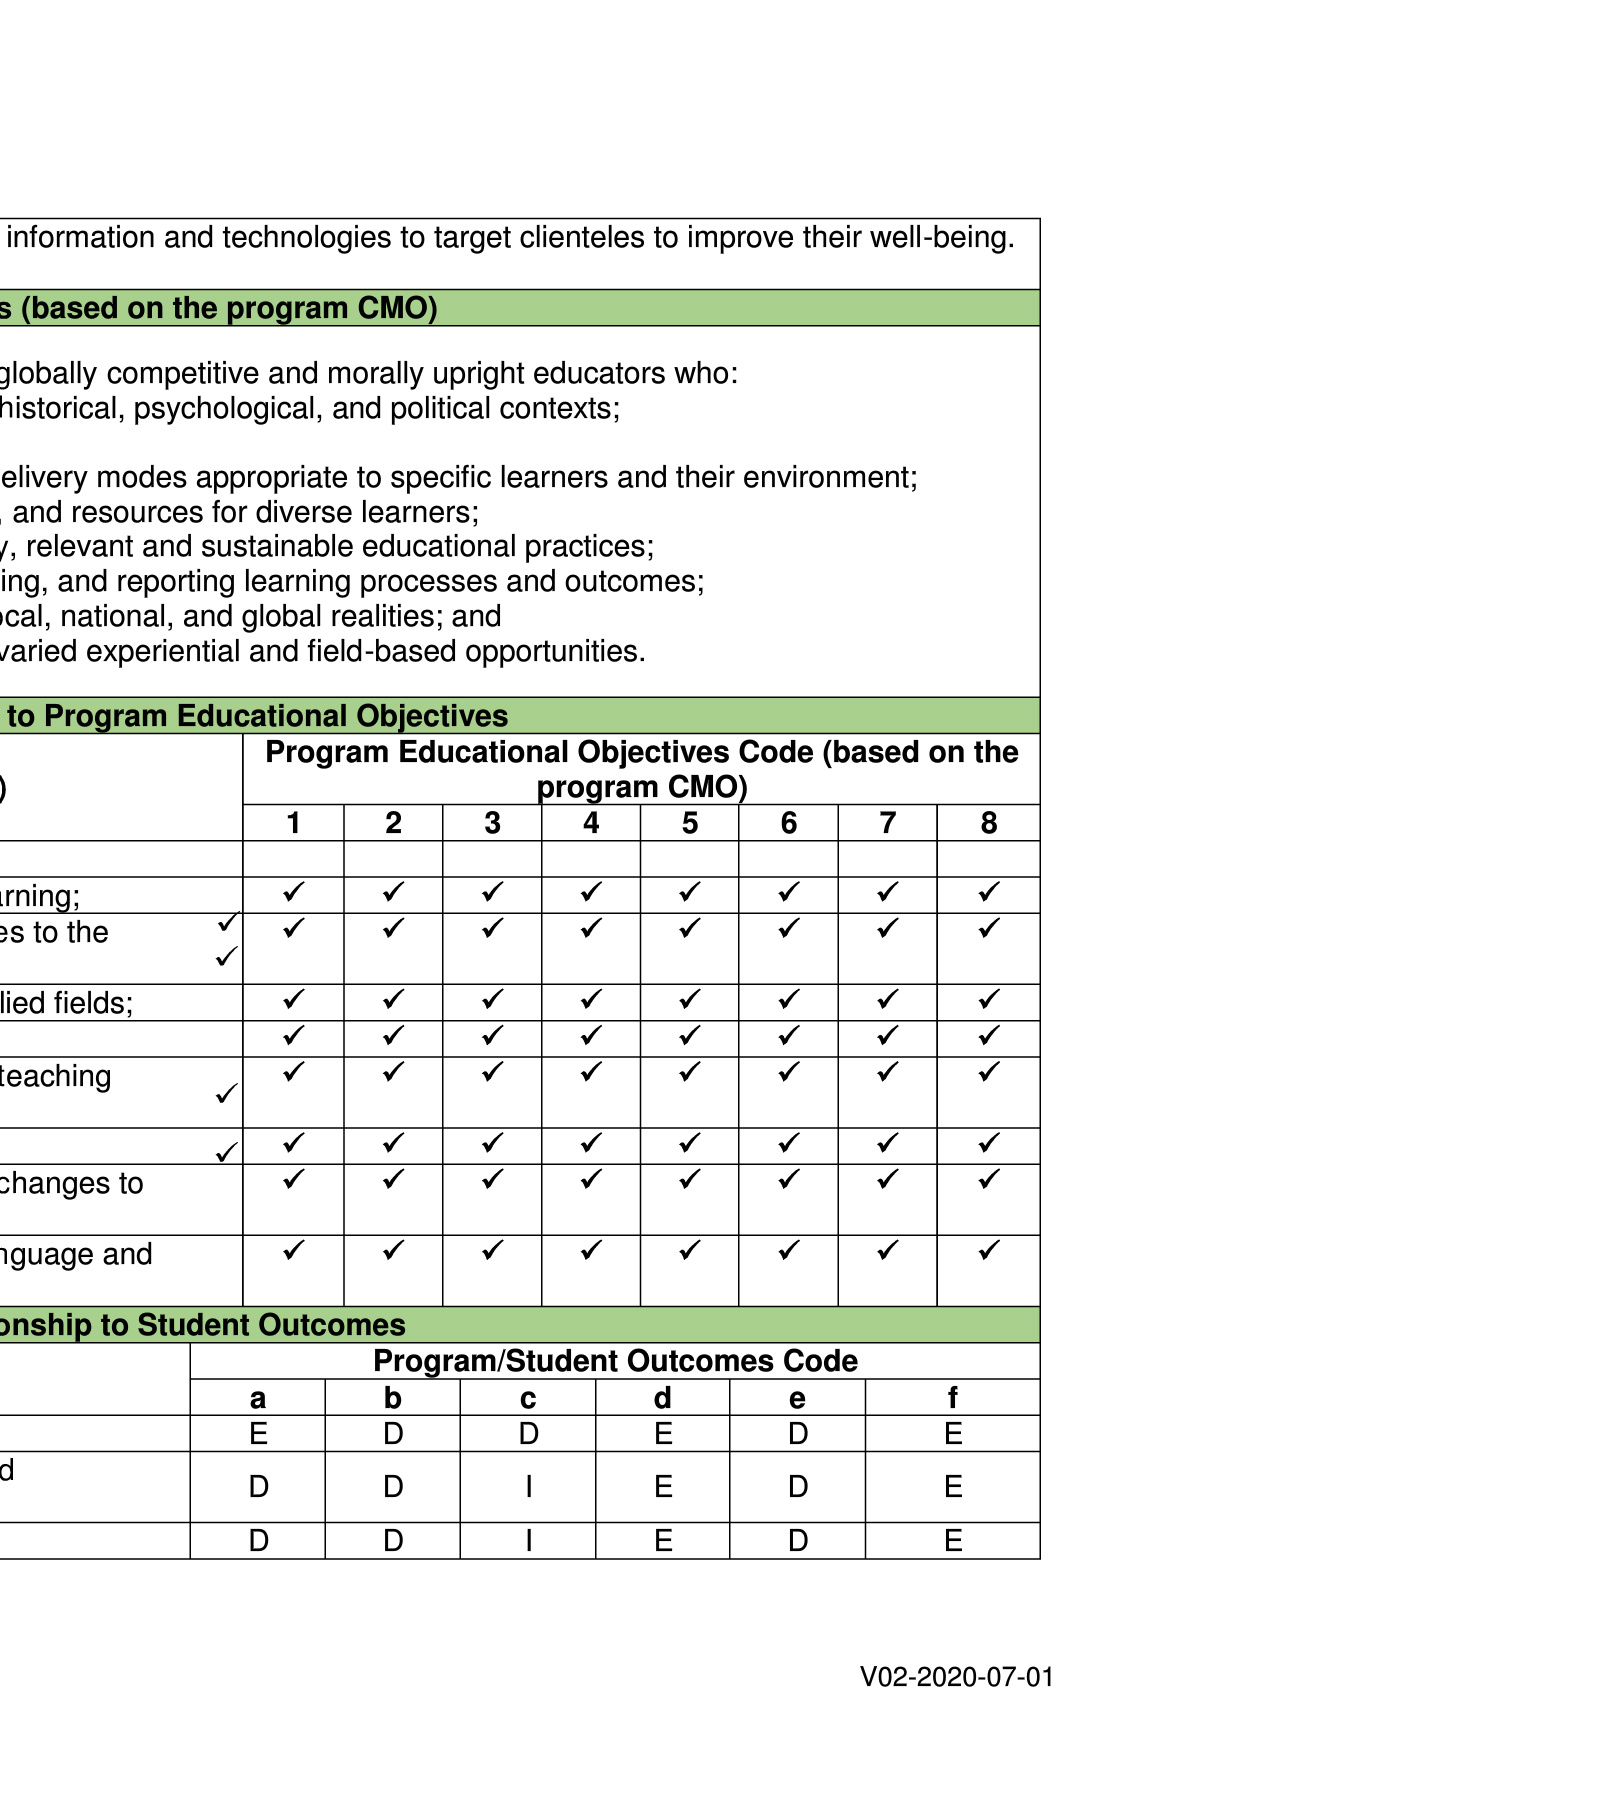 information and technologies to target clienteles to improve their well-being.
s (based on the program CMO)
globally competitive and morally upright educators who:
historical, psychological, and political contexts;
elivery modes appropriate to specific learners and their environment;
, and resources for diverse learners;
y, relevant and sustainable educational practices;
ing, and reporting learning processes and outcomes;
ocal, national, and global realities; and
varied experiential and field-based opportunities.
to Program Educational Objectives
Program Educational Objectives Code (based on the
) program CMO)
1 2 3 4 5 6 7 8
arning; ✓ ✓ ✓ ✓ ✓ ✓ ✓ ✓
es to the ✓ ✓ ✓ ✓ ✓ ✓ ✓ ✓ ✓
✓
lied fields; ✓ ✓ ✓ ✓ ✓ ✓ ✓ ✓
✓ ✓ ✓ ✓ ✓ ✓ ✓ ✓
teaching ✓ ✓ ✓ ✓ ✓ ✓ ✓ ✓
✓
✓ ✓ ✓ ✓ ✓ ✓ ✓ ✓ ✓
changes to ✓ ✓ ✓ ✓ ✓ ✓ ✓ ✓
nguage and ✓ ✓ ✓ ✓ ✓ ✓ ✓ ✓
onship to Student Outcomes
Program/Student Outcomes Code
a b c d e f
E D D E D E
d
D D I E D E
D D I E D E
V02-2020-07-01